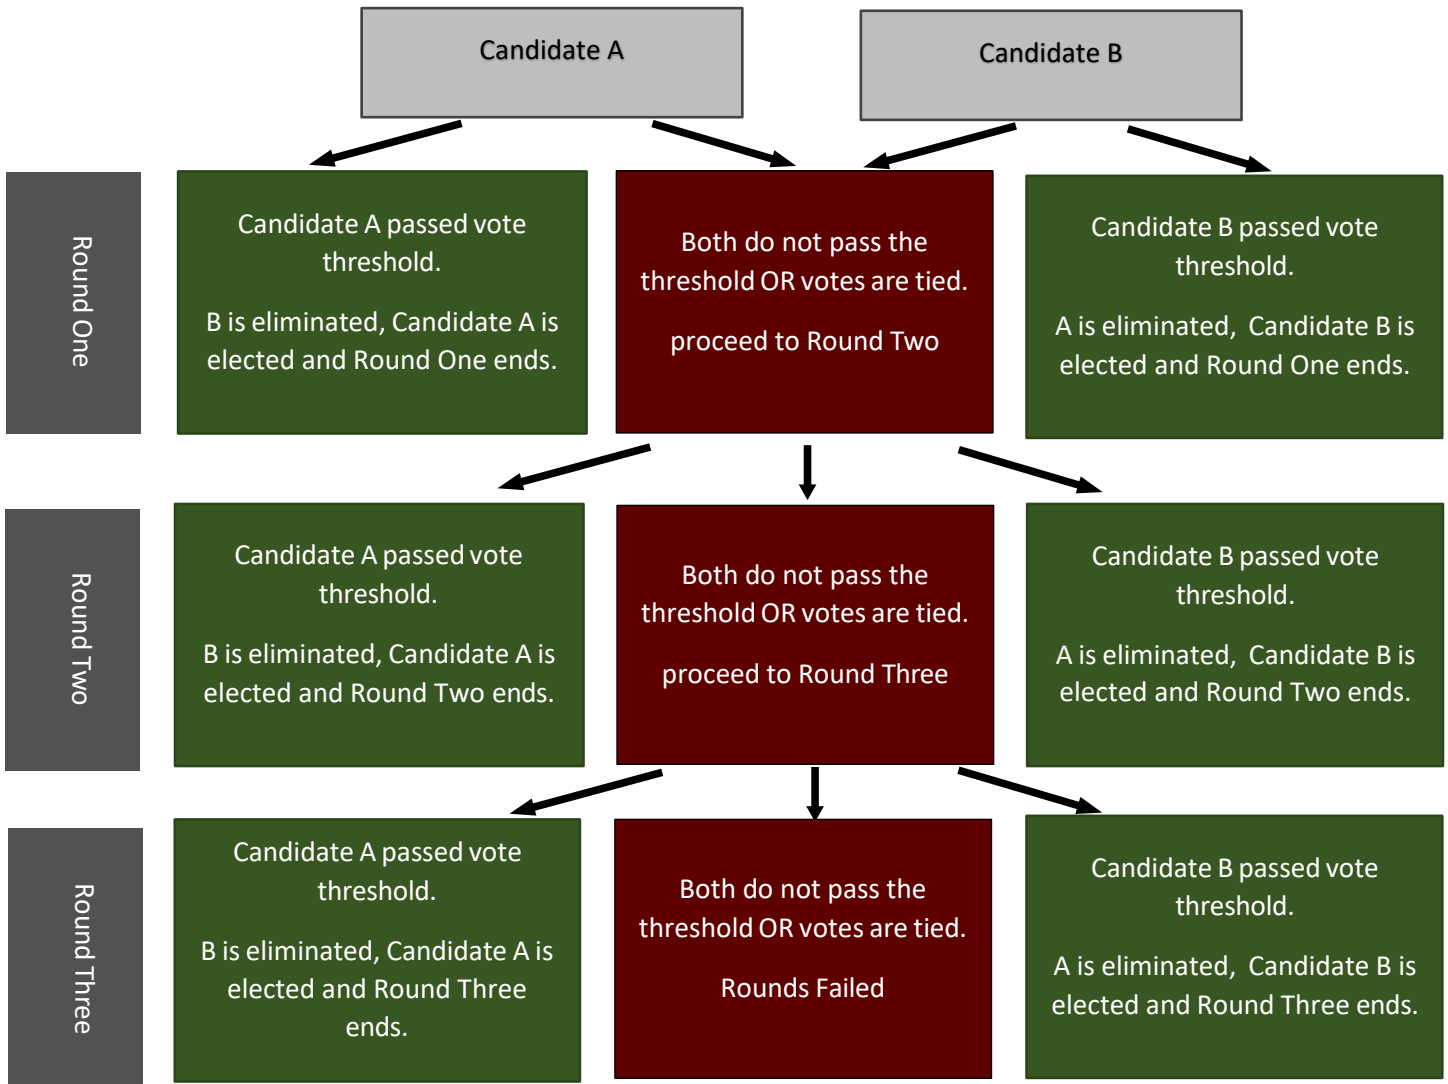 Candidate A
Candidate B
Round One
Candidate A passed vote
threshold.
B is eliminated, Candidate A is
elected and Round One ends.
Both do not pass the
threshold OR votes are tied.
proceed to Round Two
Candidate B passed vote
threshold.
A is eliminated, Candidate B is
elected and Round One ends.
Round Two
Candidate A passed vote
threshold.
B is eliminated, Candidate A is
elected and Round Two ends.
Both do not pass the
threshold OR votes are tied.
proceed to Round Three
Candidate B passed vote
threshold.
A is eliminated, Candidate B is
elected and Round Two ends.
Round Three
Candidate A passed vote
threshold.
B is eliminated, Candidate A is
elected and Round Three
ends.
Both do not pass the
threshold OR votes are tied.
Rounds Failed
Candidate B passed vote
threshold.
A is eliminated, Candidate B is
elected and Round Three ends.